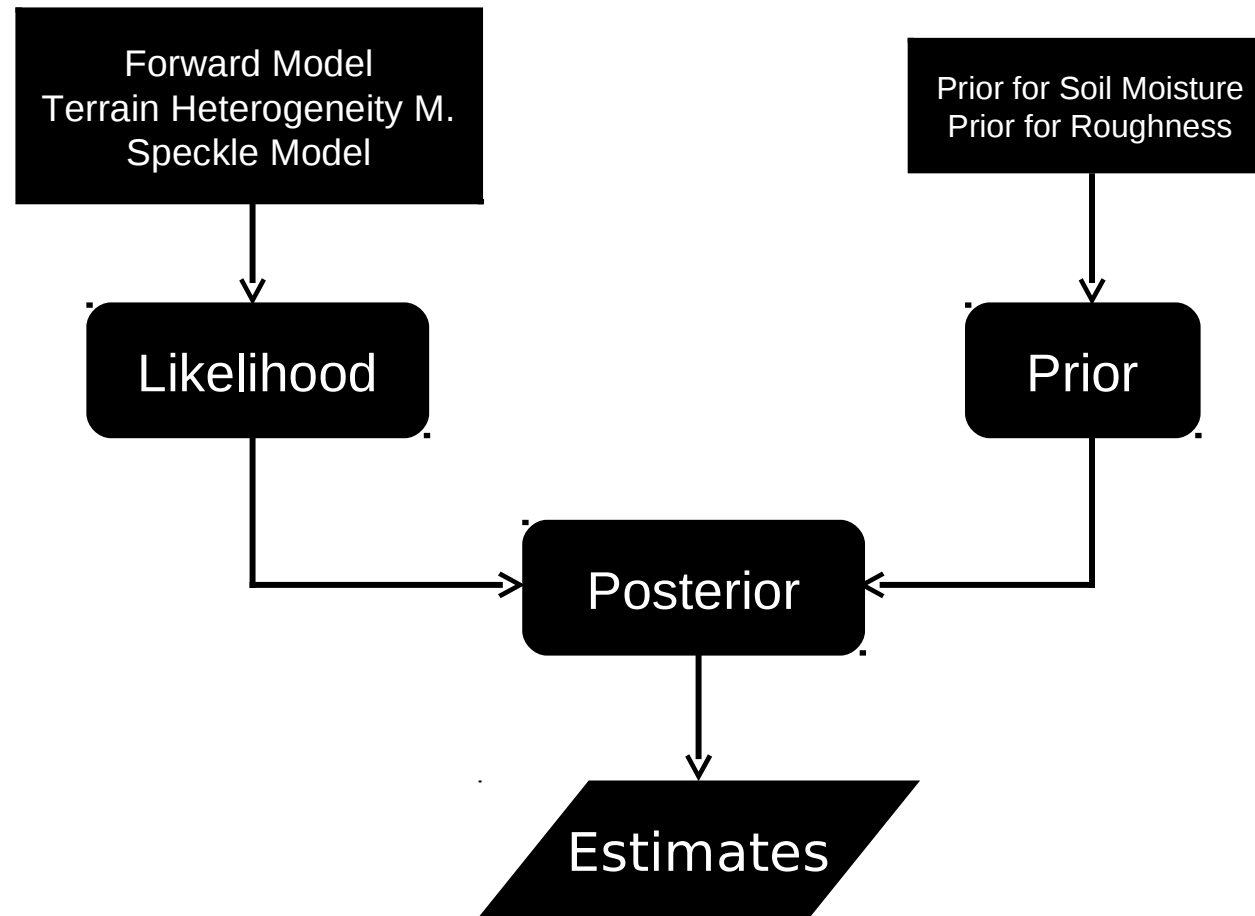 Forward Model
Terrain Heterogeneity M.
Speckle Model
Prior for Soil Moisture
Prior for Roughness
Likelihood
Prior
Posterior
Estimates